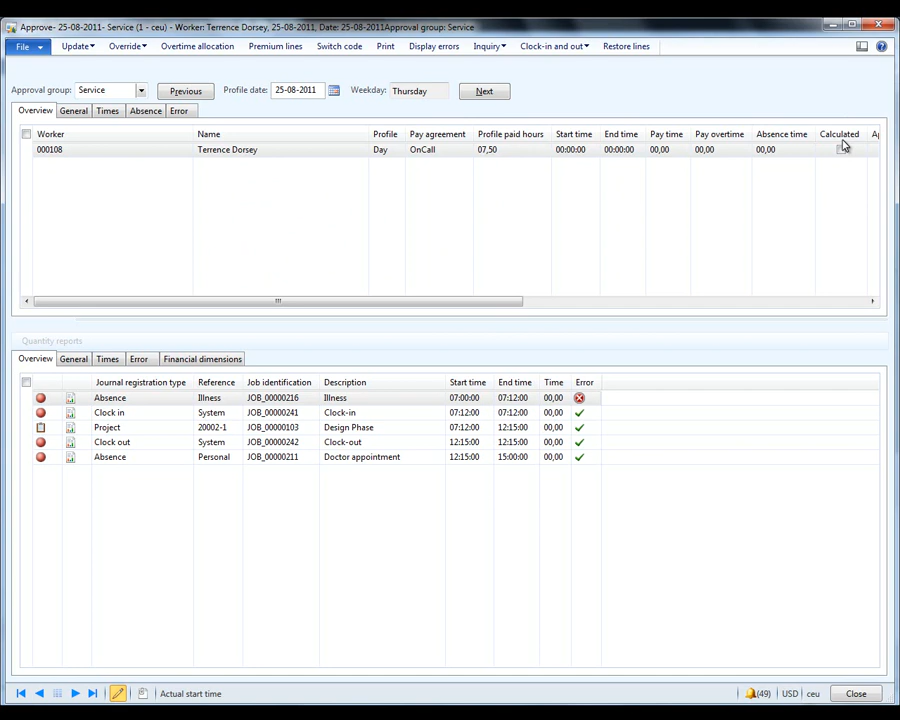 Approve- 25-08-2011- Service (1 - ceu) - Worker: Terrence Dorsey, 25-08-2011, Date: 25-08-2011Approval group: Service
File Update Override Overtime allocation Premium lines Switch code Print Display errors Inquiry Clock-in and out Restore lines
Approval group: Service Previous Profile date: 25-08-2011 Weekday: Thursday Next
Overview General Times Absence Error
Worker Name Profile Pay agreement Profile paid hours Start time End time Pay time Pay overtime Absence time Calculated Ap
000108 Terrence Dorsey Day OnCall 07,50 00:00:00 00:00:00 00,00 00,00 00,00
Quantity reports
Overview General Times Error Financial dimensions
Journal registration type Reference Job identification Description Start time End time Time Error
Absence Illness JOB_00000216 Illness 07:00:00 07:12:00 00,00
Clock in System JOB_00000241 Clock-in 07:12:00 07:12:00 00,00
Project 20002-1 JOB_00000103 Design Phase 07:12:00 12:15:00 00,00
Clock out System JOB_00000242 Clock-out 12:15:00 12:15:00 00,00
Absence Personal JOB_00000211 Doctor appointment 12:15:00 15:00:00 00,00
Actual start time (49) USD ceu Close